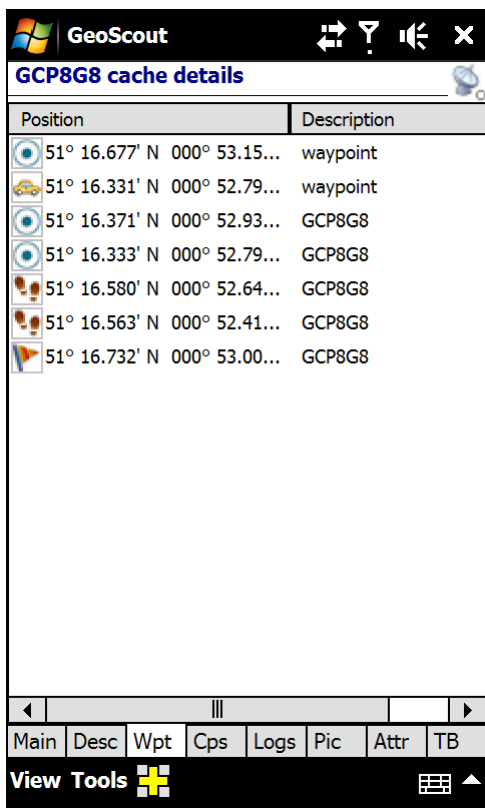 GeoScout
GCP8G8 cache details
Position Description
51° 16.677' N 000° 53.15... waypoint
51° 16.331' N 000° 52.79... waypoint
51° 16.371' N 000° 52.93... GCP8G8
51° 16.333' N 000° 52.79... GCP8G8
51° 16.580' N 000° 52.64... GCP8G8
51° 16.563' N 000° 52.41... GCP8G8
51° 16.732' N 000° 53.00... GCP8G8
Main Desc Wpt Cps Logs Pic Attr TB
View Tools